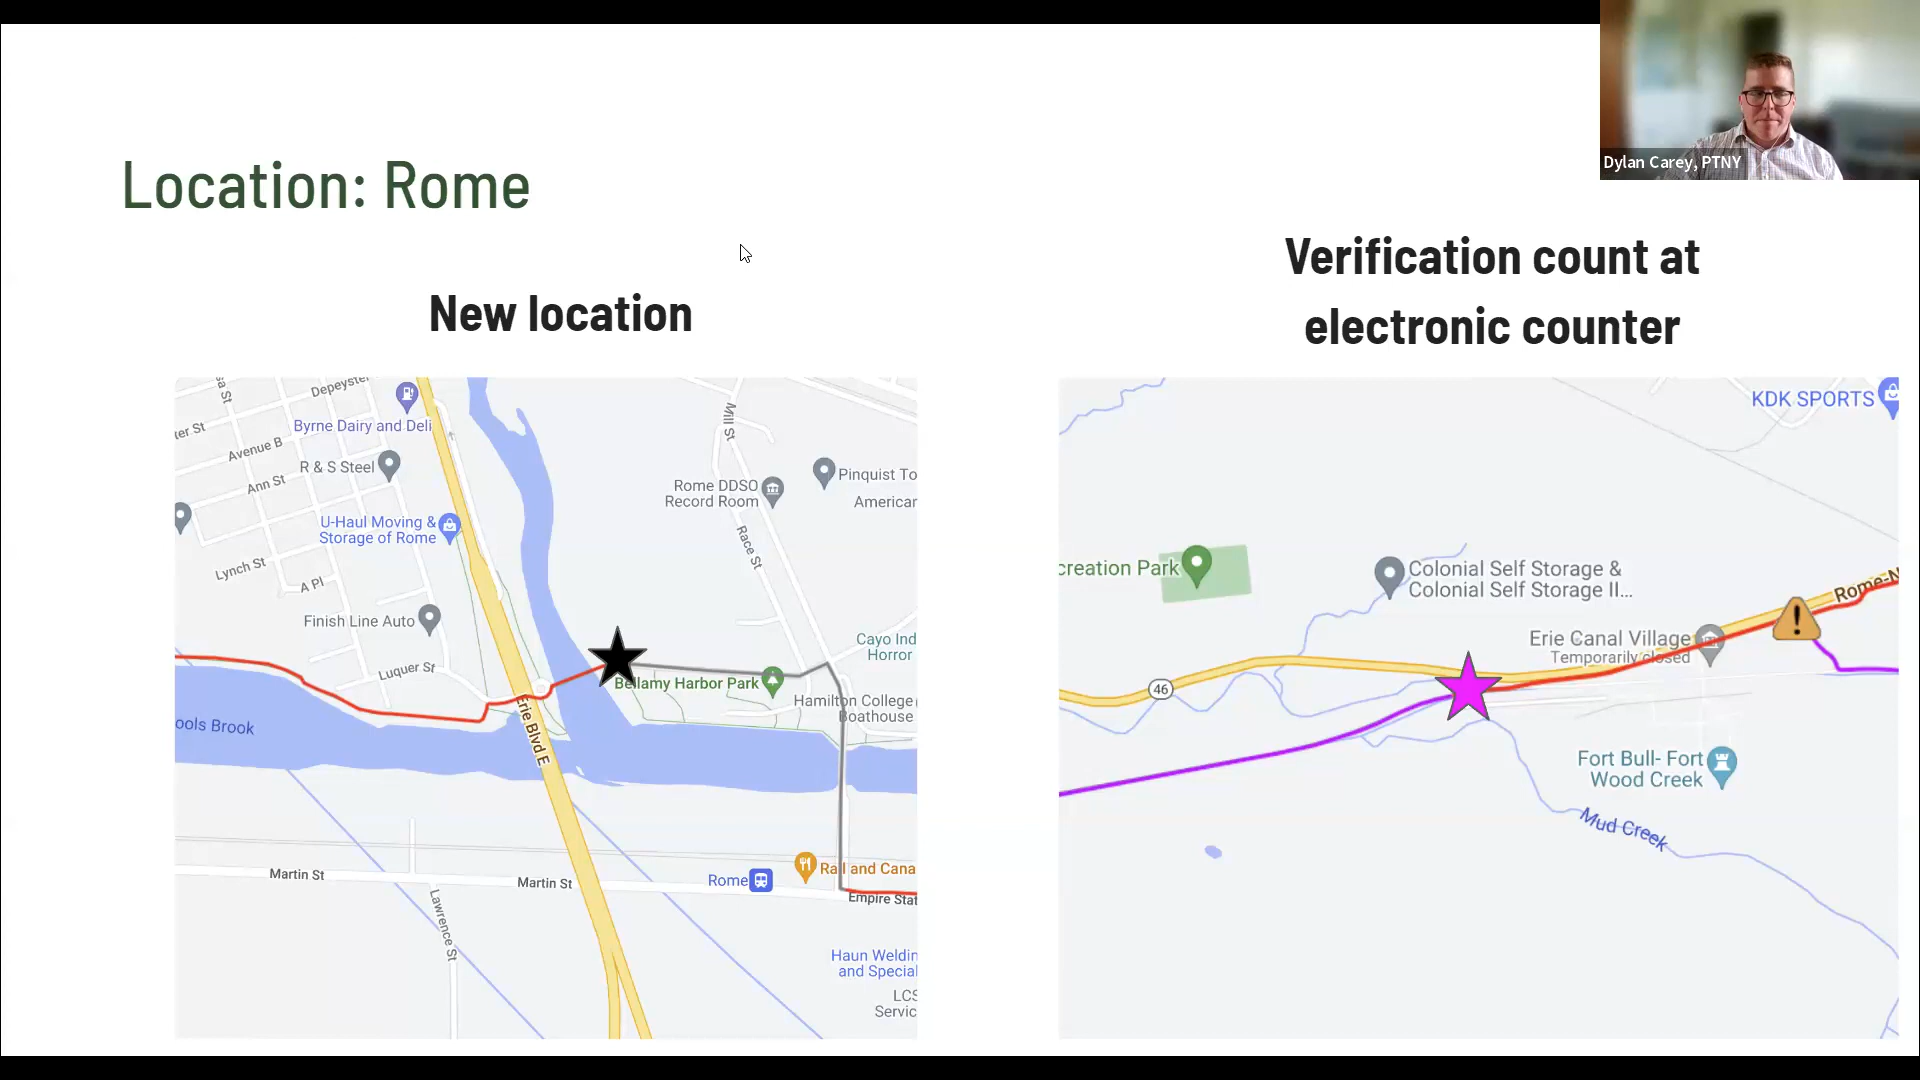 Dylan Carey, PTNY
Location: Rome
New location
Verification count at
electronic counter
Depeyster
Byrne Dairy and Deli
ter St
Avenue B
R & S Steel
Ann St
U-Haul Moving &
Storage of Rome
Lynch St
A Pl
Finish Line Auto
Luquer St
ools Brook
Erie Blvd E
Mill St
Rome DDSO
Record Room
Pinquist To
American
Race St
Cayo Ind
Horror
Bellamy Harbor Park
Hamilton College
Boathouse
Martin St
Martin St
Rome
Rail and Cana
Empire Stat
Lawrence St
Haun Weldin
and Special
LCS
Servic
KDK SPORTS
creation Park
Colonial Self Storage &
Colonial Self Storage II...
Rome-N
Erie Canal Village
Temporarily closed
46
Fort Bull- Fort
Wood Creek
Mud Creek